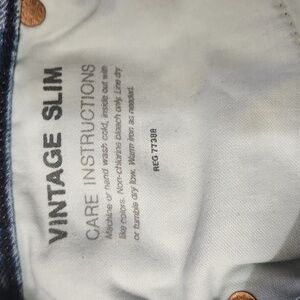 VINTAGE SLIM
CARE INSTRUCTIONS
Machine or hand wash cold, inside out with
like colors. Non-chlorine bleach only. Line dry
or tumble dry low. Warm iron as needed.
REG 77388